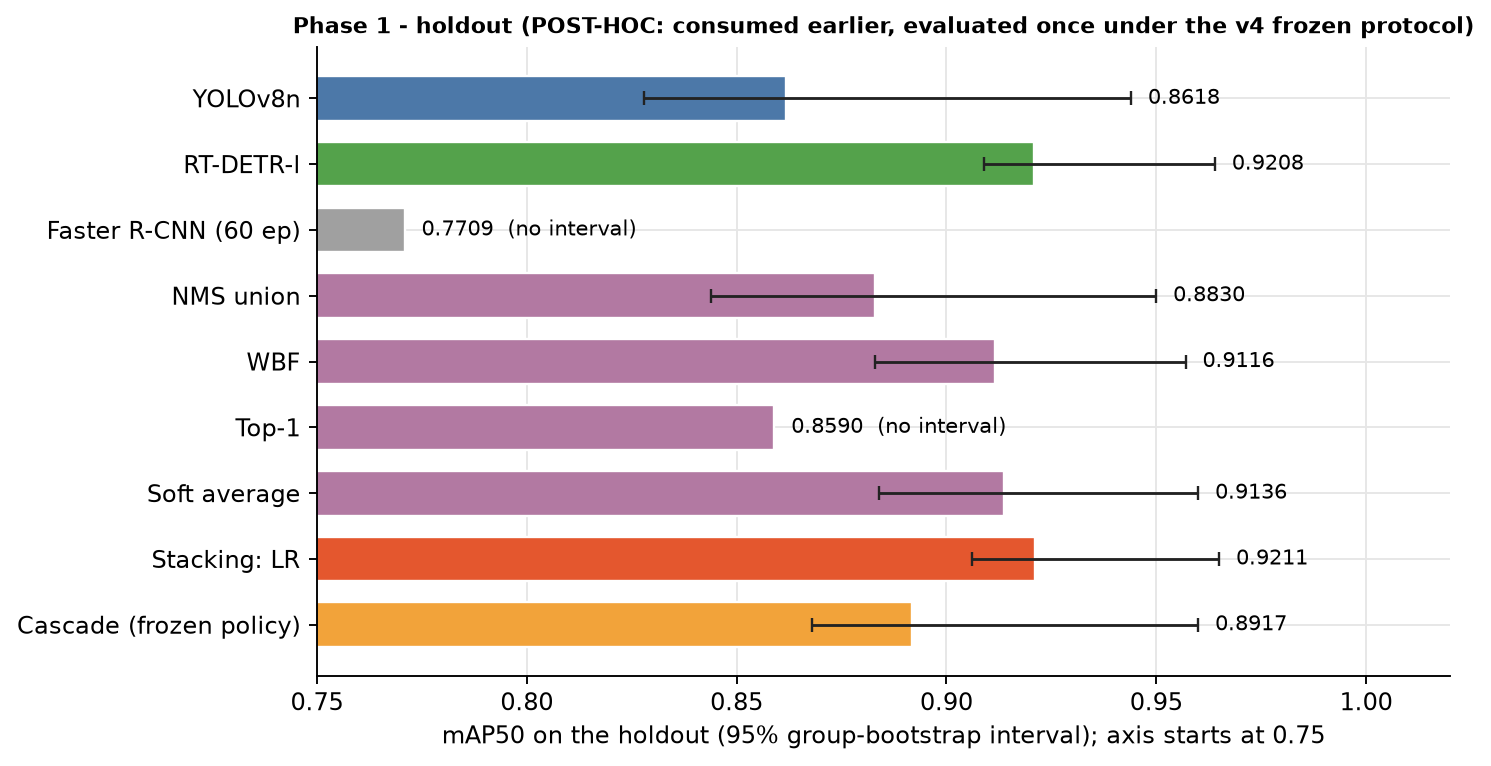 Phase 1 - holdout (POST-HOC: consumed earlier, evaluated once under the v4 frozen protocol)
YOLOv8n 0.8618
RT-DETR-l 0.9208
Faster R-CNN (60 ep) 0.7709 (no interval)
NMS union 0.8830
WBF 0.9116
Top-1 0.8590 (no interval)
Soft average 0.9136
Stacking: LR 0.9211
Cascade (frozen policy) 0.8917
0.75 0.80 0.85 0.90 0.95 1.00
mAP50 on the holdout (95% group-bootstrap interval); axis starts at 0.75